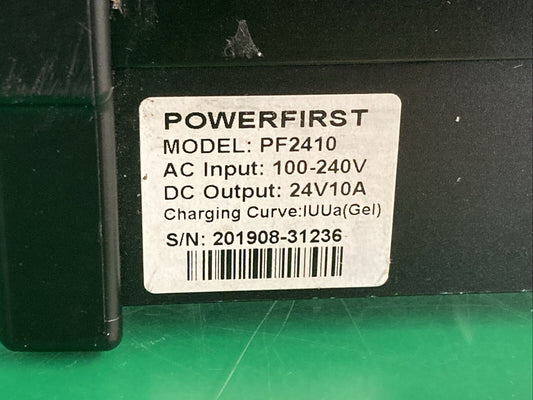 POWERFIRST
MODEL: PF2410
AC Input: 100-240V
DC Output: 24V10A
Charging Curve:IUUa(Gel)
S/N: 201908-31236